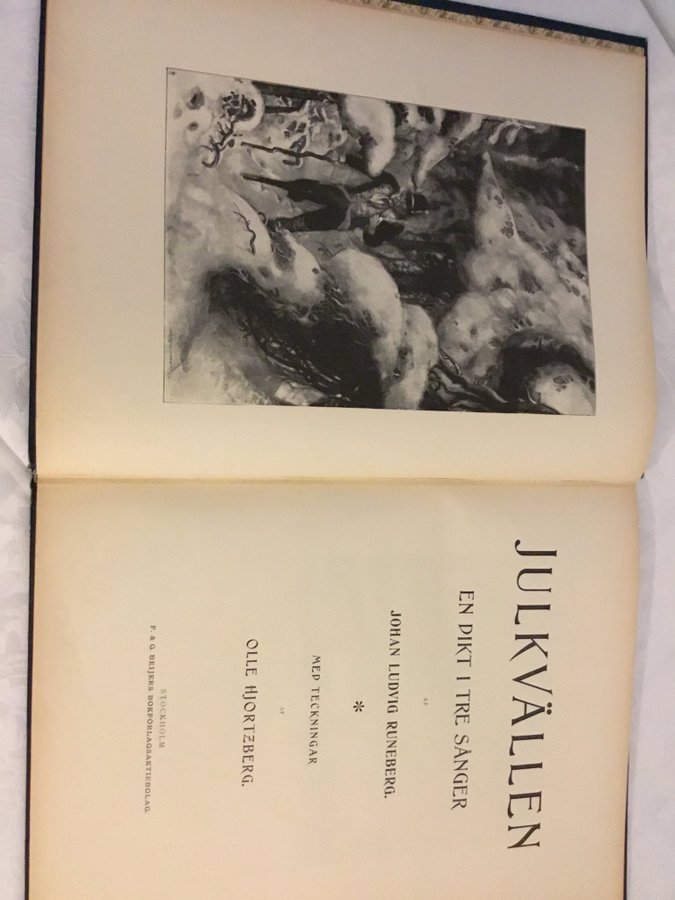 JULKVÄLLEN
EN DIKT I TRE SÅNGER
AF
JOHAN LUDVIG RUNEBERG.
*
MED TECKNINGAR
AF
OLLE HJORTZBERG.
STOCKHOLM
F. & G. BEIJERS BOKFÖRLAGSAKTIEBOLAG.